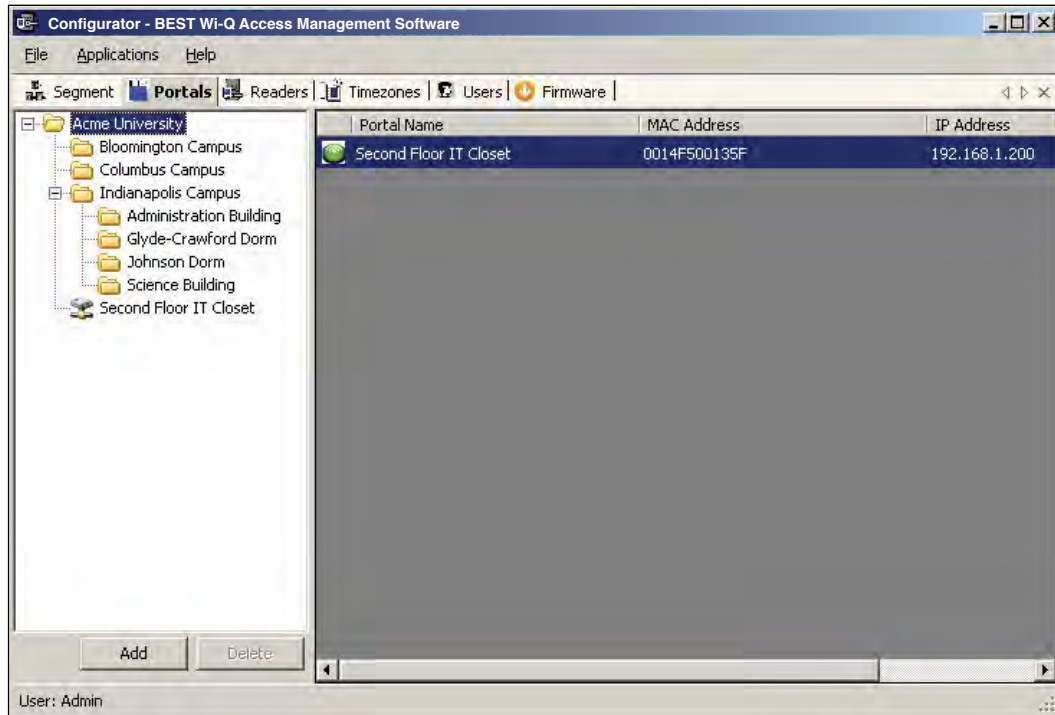 Configurator - BEST Wi-Q Access Management Software
File Applications Help
Segment Portals Readers Timezones Users Firmware
Acme University
Bloomington Campus
Columbus Campus
Indianapolis Campus
Administration Building
Glyde-Crawford Dorm
Johnson Dorm
Science Building
Second Floor IT Closet
Portal Name MAC Address IP Address
Second Floor IT Closet 0014F500135F 192.168.1.200
Add Delete
User: Admin